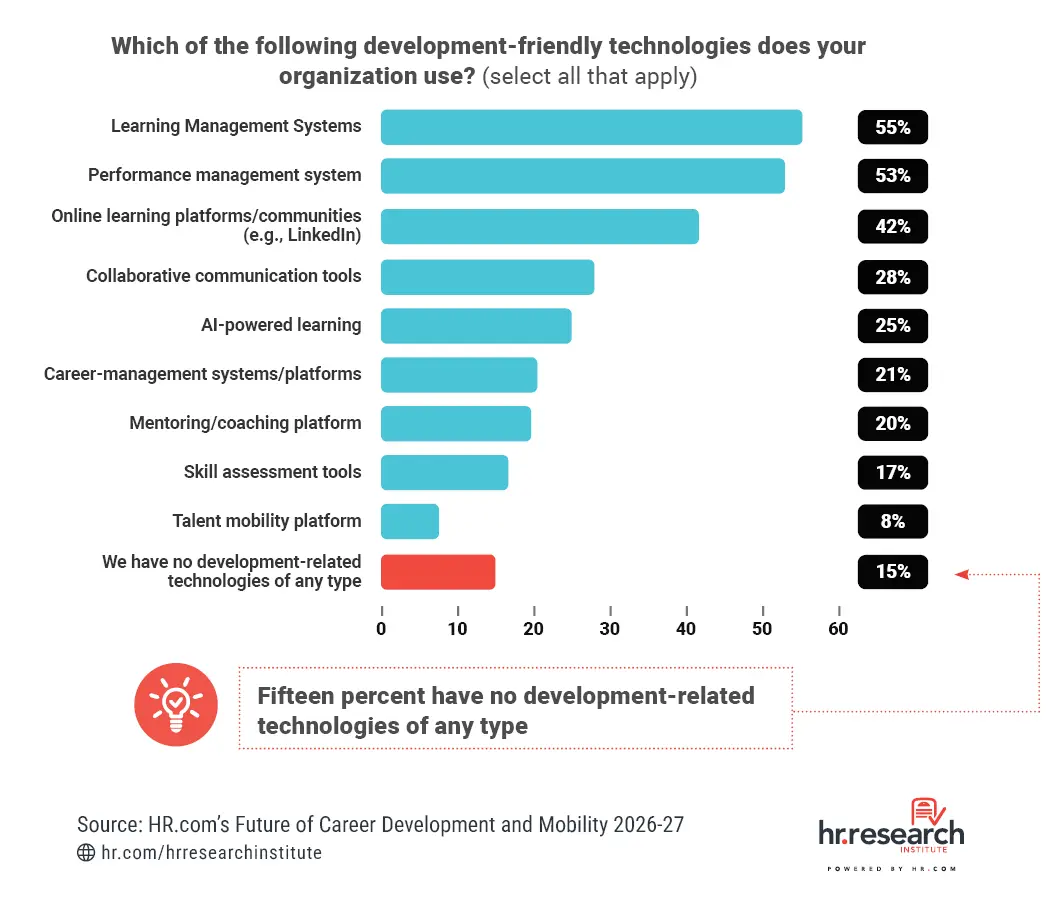 Which of the following development-friendly technologies does your
organization use? (select all that apply)
Learning Management Systems 55%
Performance management system 53%
Online learning platforms/communities
(e.g., LinkedIn) 42%
Collaborative communication tools 28%
AI-powered learning 25%
Career-management systems/platforms 21%
Mentoring/coaching platform 20%
Skill assessment tools 17%
Talent mobility platform 8%
We have no development-related
technologies of any type 15%
0 10 20 30 40 50 60
Fifteen percent have no development-related
technologies of any type
Source: HR.com’s Future of Career Development and Mobility 2026-27
hr.com/hrresearchinstitute
hr.research
INSTITUTE
POWERED BY HR.COM